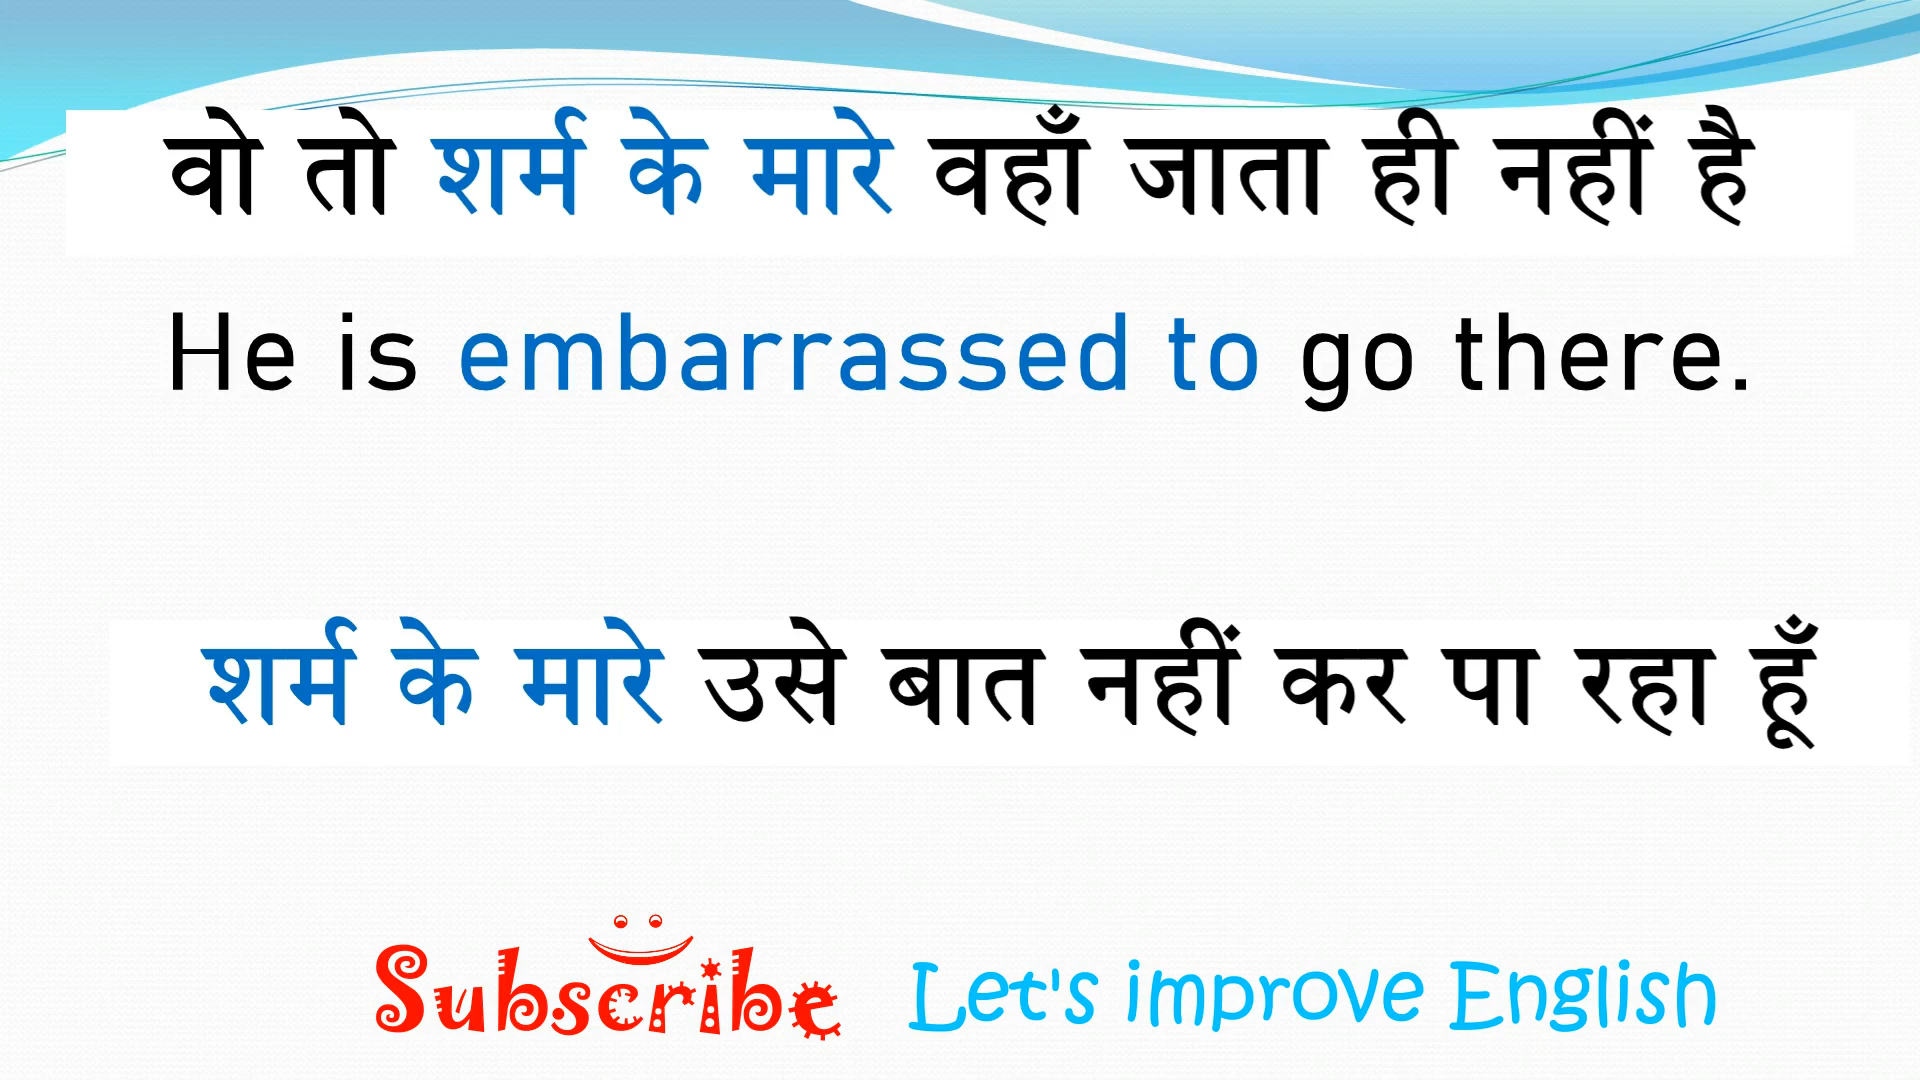 वो तो शर्म के मारे वहाँ जाता ही नहीं है
He is embarrassed to go there.
शर्म के मारे उसे बात नहीं कर पा रहा हूँ
Subscribe Let's improve English